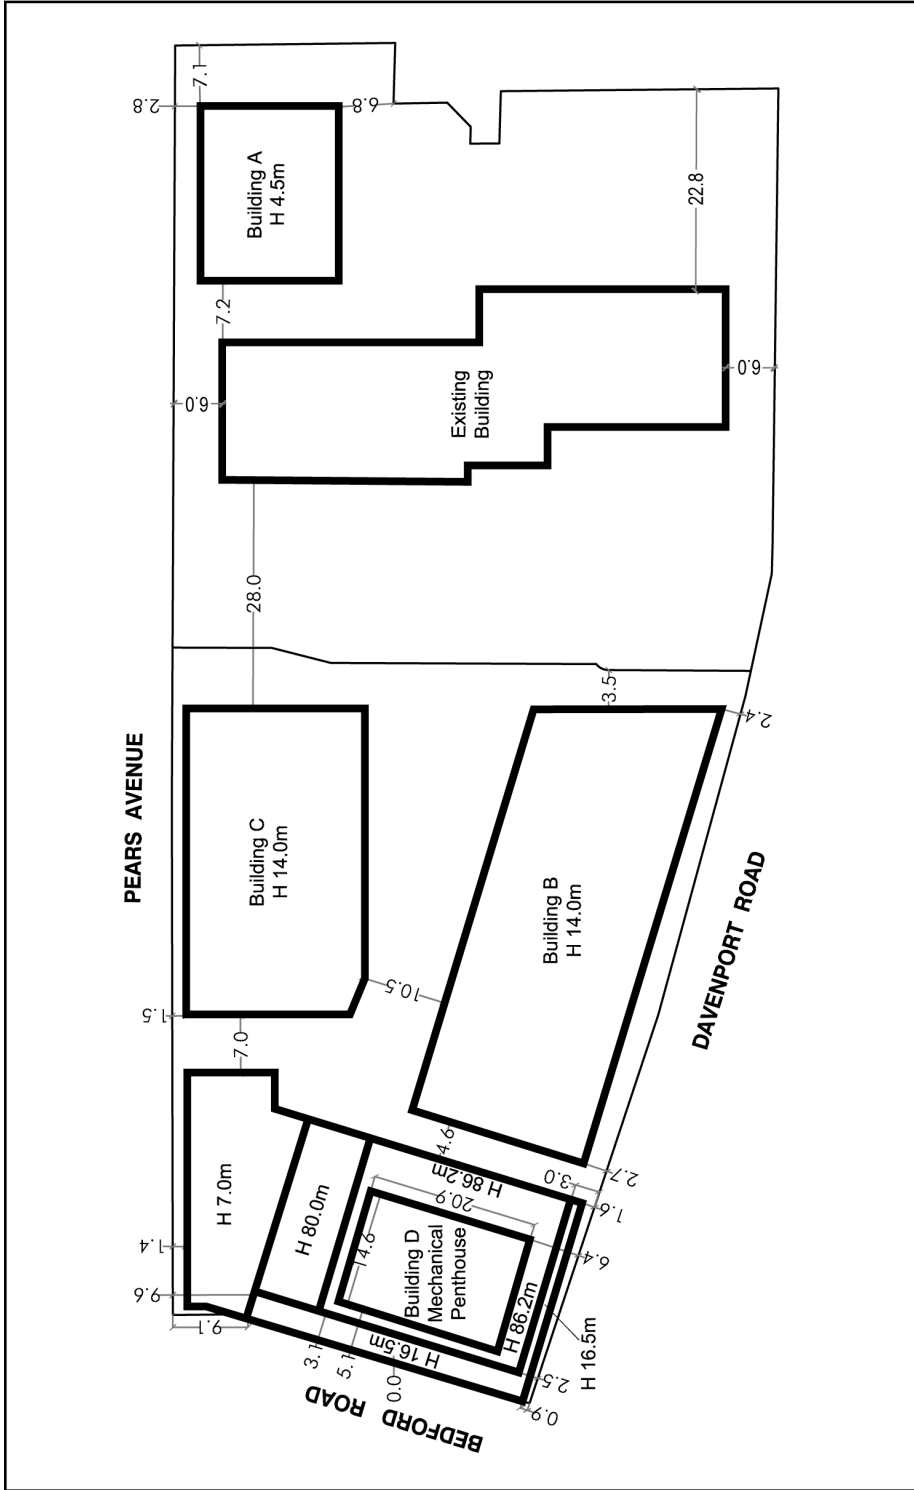 PEARS AVENUE
2.8
7.1
6.8
Building A
H 4.5m
7.2
22.8
6.0
Existing
Building
6.0
28.0
3.5
2.4
Building C
H 14.0m
1.5
7.0
10.5
Building B
H 14.0m
DAVENPORT ROAD
4.6
3.0
2.7
1.6
6.4
H 7.0m
H 80.0m
H 86.2m
20.9
14.6
Building D
Mechanical
Penthouse
H 86.2m
H 16.5m
H 16.5m
1.4
9.6
9.1
3.1
5.1
0.0
2.5
0.9
BEDFORD ROAD